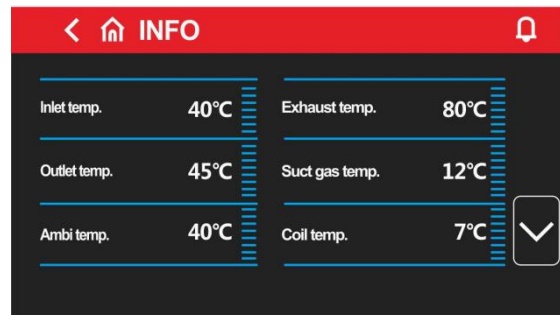 INFO
Inlet temp. 40℃ Exhaust temp. 80℃
Outlet temp. 45℃ Suct gas temp. 12℃
Ambi temp. 40℃ Coil temp. 7℃